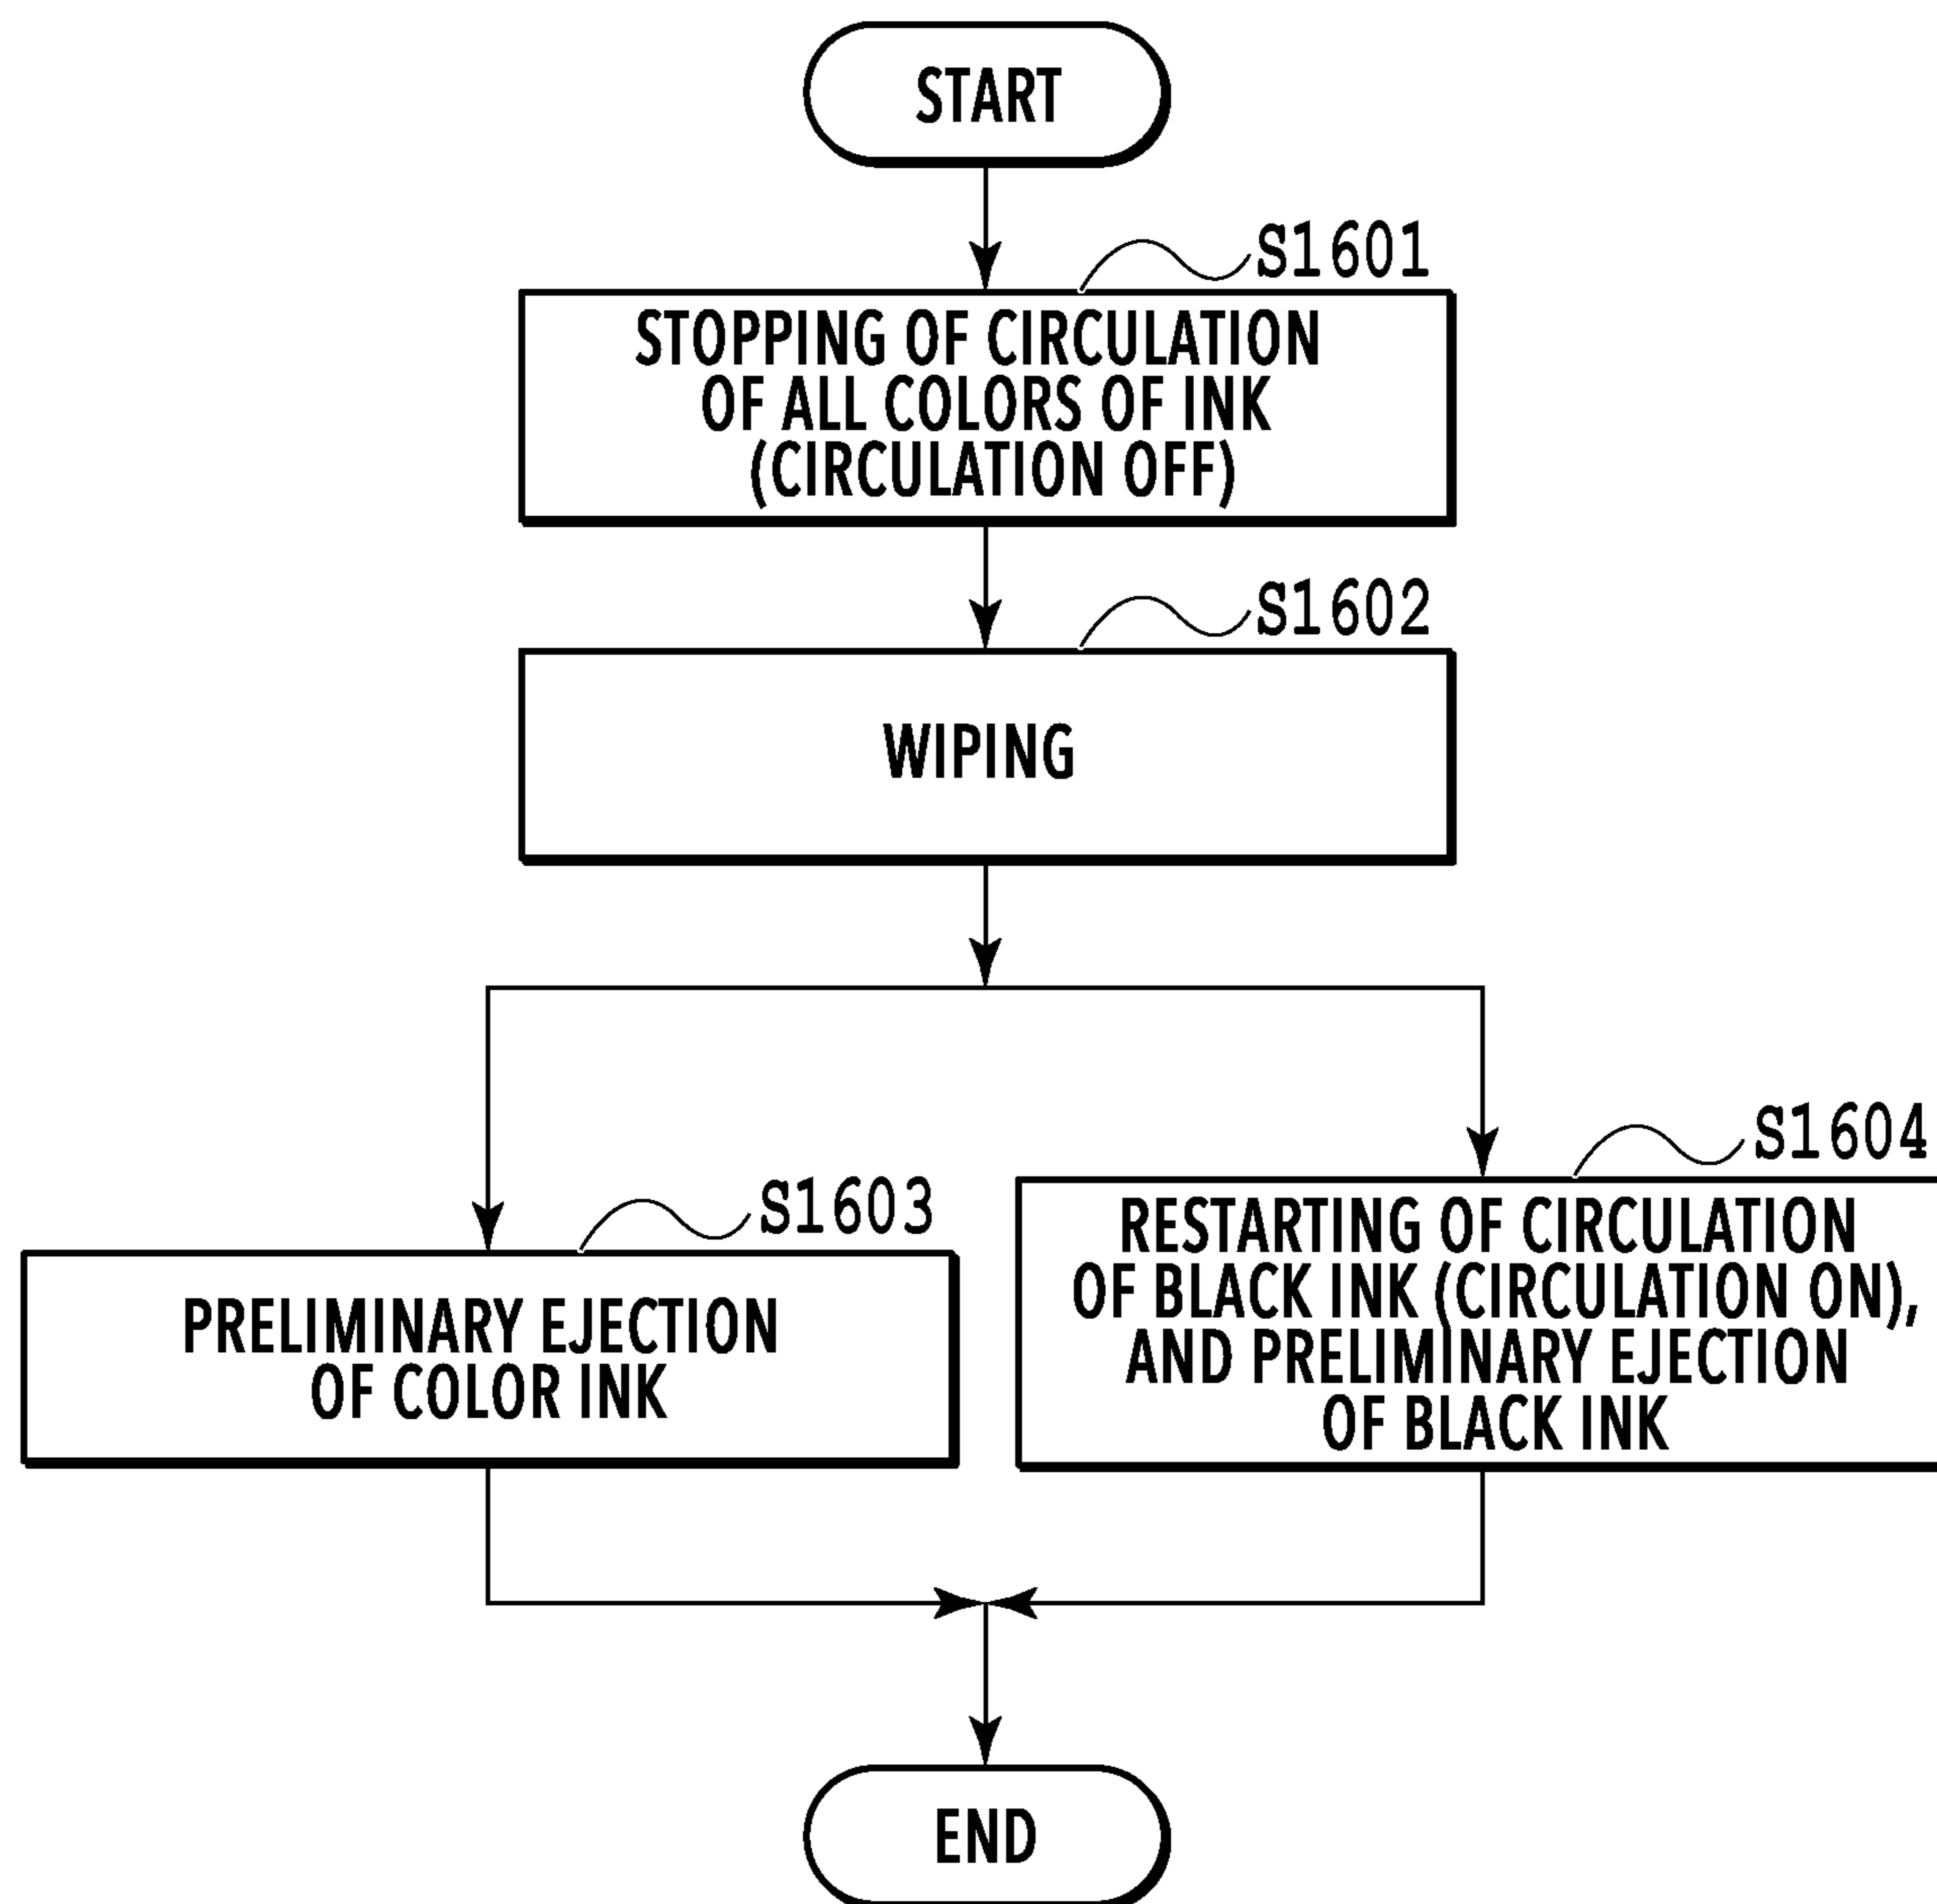 START
S1601
STOPPING OF CIRCULATION
OF ALL COLORS OF INK
(CIRCULATION OFF)
S1602
WIPING
S1603
PRELIMINARY EJECTION
OF COLOR INK
S1604
RESTARTING OF CIRCULATION
OF BLACK INK (CIRCULATION ON),
AND PRELIMINARY EJECTION
OF BLACK INK
END